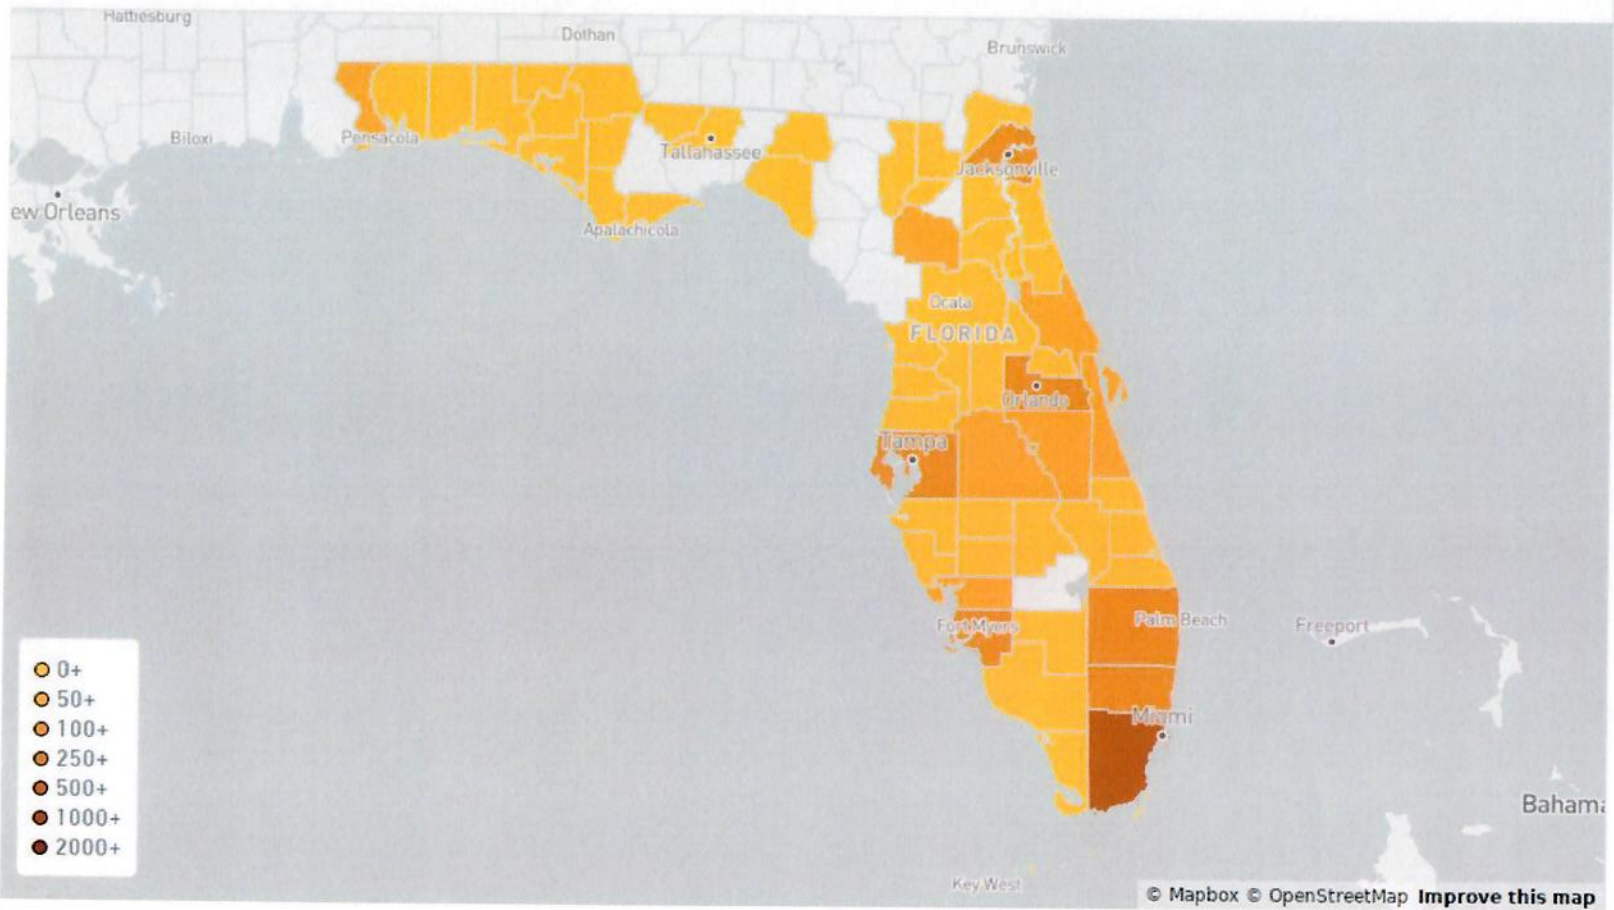 Hattiesburg
Dothan
Brunswick
Biloxi
Pensacola
Tallahassee
Jacksonville
ew Orleans
Apalachicola
Ocala
FLORIDA
Orlando
Tampa
Fort Myers
Palm Beach
Freeport
Miami
Bahama
Key West
0+
50+
100+
250+
500+
1000+
2000+
© Mapbox © OpenStreetMap Improve this map